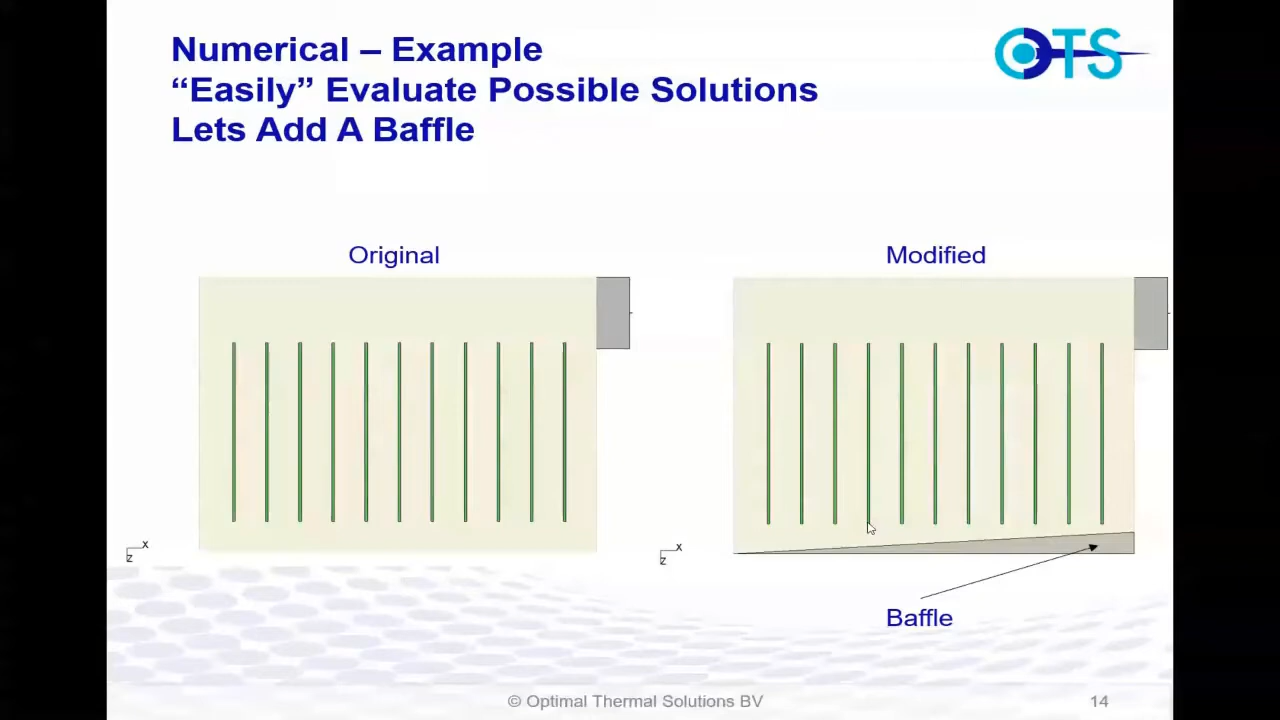 Numerical – Example
“Easily” Evaluate Possible Solutions
Lets Add A Baffle
OTS
Original
Modified
x
z
x
z
Baffle
© Optimal Thermal Solutions BV
14